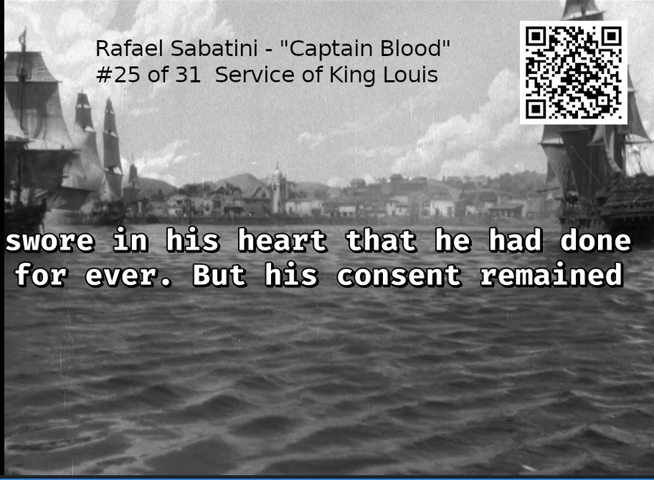 Rafael Sabatini - "Captain Blood"
#25 of 31  Service of King Louis
swore in his heart that he had done
for ever. But his consent remained